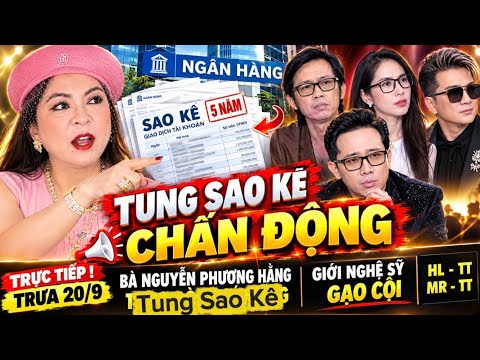 NGÂN HÀNG
SAO KÊ
GIAO DỊCH TÀI KHOẢN
5 NĂM
TUNG SAO KÊ
CHẤN ĐỘNG
TRỰC TIẾP !
TRƯA 20/9
BÀ NGUYỄN PHƯƠNG HẰNG
Tung Sao Kê
GIỚI NGHỆ SỸ
GẠO CỘI
HL - TT
MR - TT